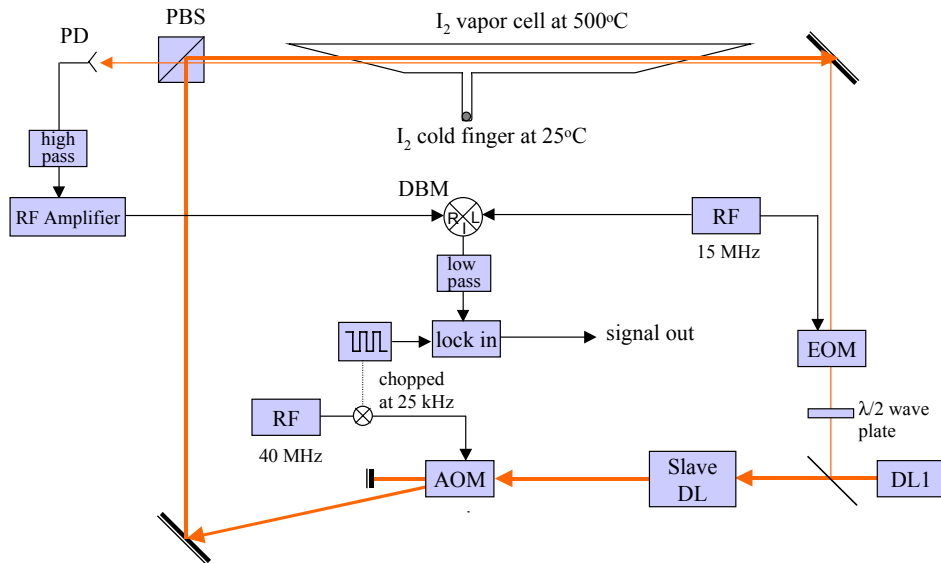 PBS
I₂ vapor cell at 500°C
PD
I₂ cold finger at 25°C
high
pass
DBM
RF Amplifier
R L
I
RF
15 MHz
low
pass
lock in
signal out
EOM
chopped
at 25 kHz
λ/2 wave
plate
RF
40 MHz
AOM
Slave
DL
DL1